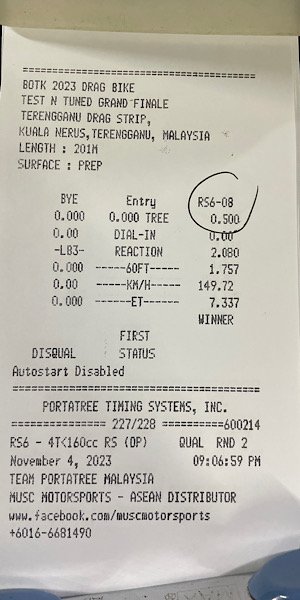 ===================================
BOTK 2023 DRAG BIKE
TEST N TUNED GRAND FINALE
TERENGGANU DRAG STRIP,
KUALA NERUS,TERENGGANU, MALAYSIA
LENGTH : 201M
SURFACE : PREP
BYE Entry RS6-08
0.000 0.000 TREE 0.500
0.00 DIAL-IN 0.00
-LB3- REACTION 2.080
0.000 ------60FT------ 1.757
0.00 ------KM/H------ 149.72
0.000 -------ET------- 7.337
WINNER
FIRST
DISQUAL STATUS
Autostart Disabled
===================================
PORTATREE TIMING SYSTEMS, INC.
============== 227/228 ==========600214
RS6 - 4T<160cc RS (OP) QUAL RND 2
November 4, 2023 09:06:59 PM
TEAM PORTATREE MALAYSIA
MUSC MOTORSPORTS - ASEAN DISTRIBUTOR
www.facebook.com/muscmotorsports
+6016-6681490